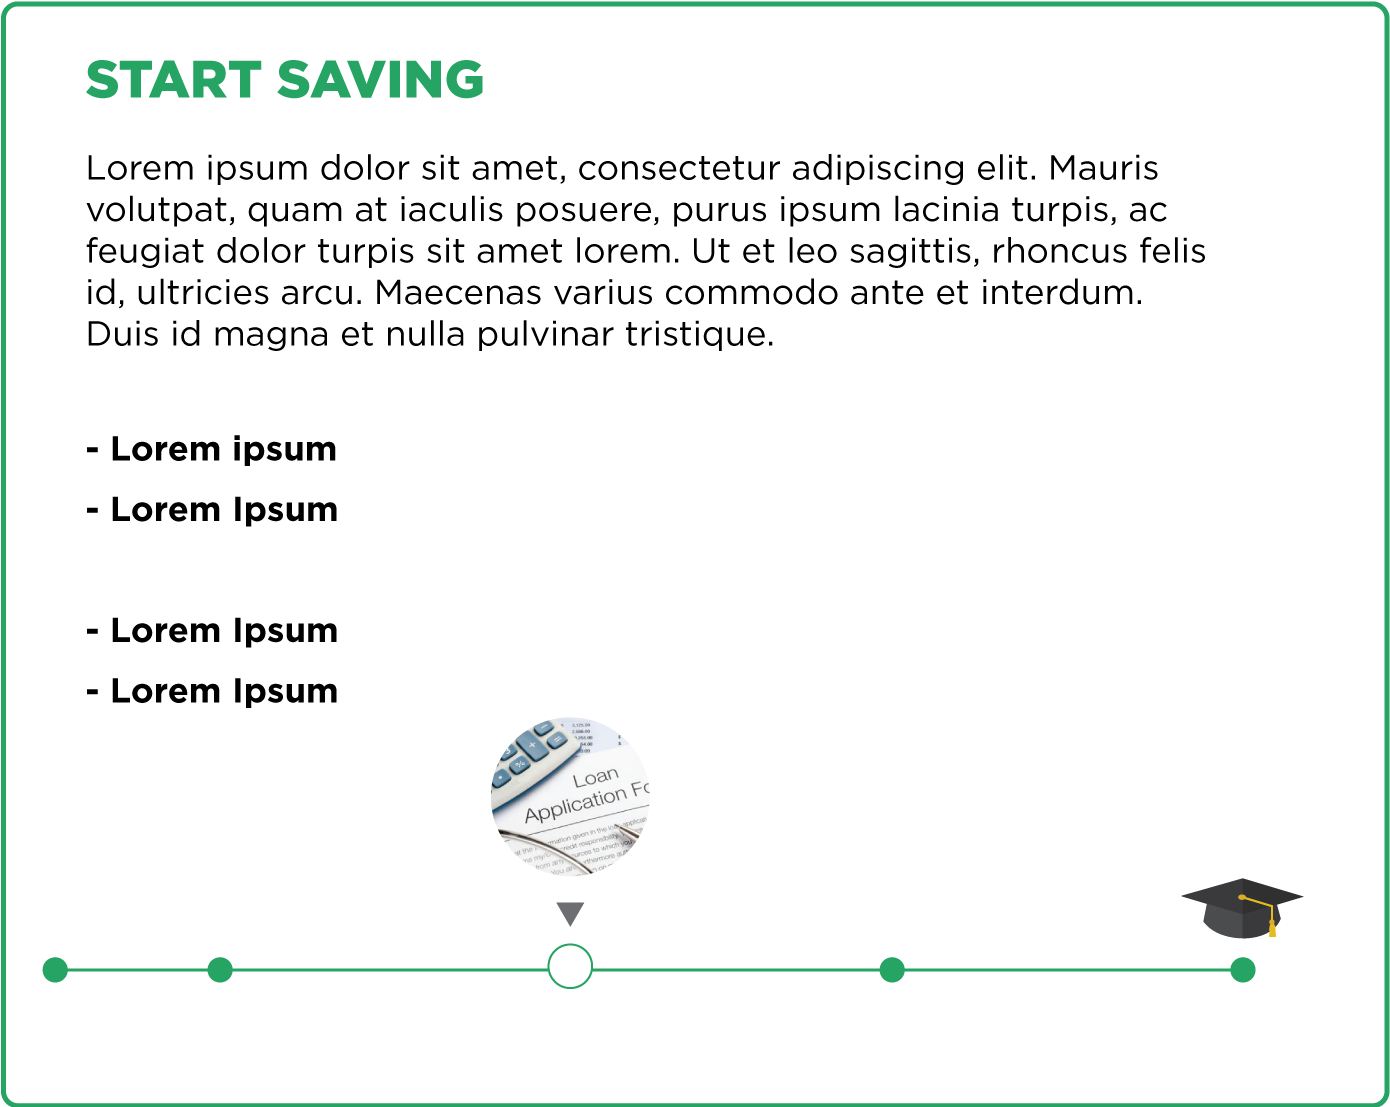 START SAVING
Lorem ipsum dolor sit amet, consectetur adipiscing elit. Mauris
volutpat, quam at iaculis posuere, purus ipsum lacinia turpis, ac
feugiat dolor turpis sit amet lorem. Ut et leo sagittis, rhoncus felis
id, ultricies arcu. Maecenas varius commodo ante et interdum.
Duis id magna et nulla pulvinar tristique.
- Lorem ipsum
- Lorem Ipsum
- Lorem Ipsum
- Lorem Ipsum
Loan
Application Fo